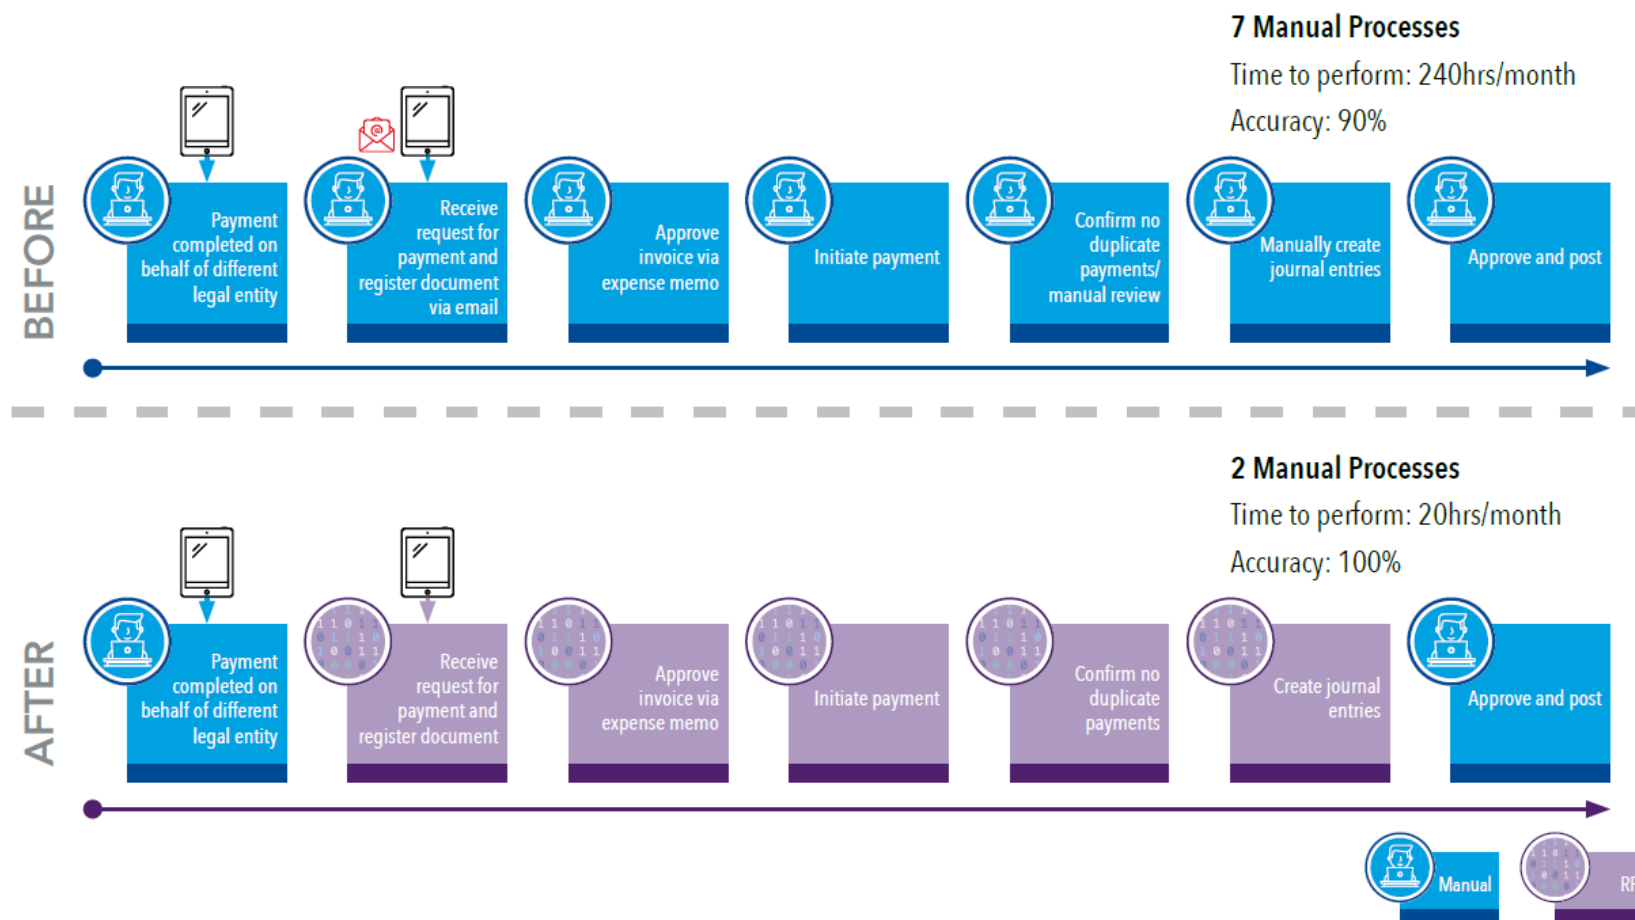 7 Manual Processes
Time to perform: 240hrs/month
Accuracy: 90%
BEFORE
Payment
completed on
behalf of different
legal entity
Receive
request for
payment and
register document
via email
Approve
invoice via
expense memo
Initiate payment
Confirm no
duplicate
payments/
manual review
Manually create
journal entries
Approve and post
2 Manual Processes
Time to perform: 20hrs/month
Accuracy: 100%
AFTER
Payment
completed on
behalf of different
legal entity
Receive
request for
payment and
register document
Approve
invoice via
expense memo
Initiate payment
Confirm no
duplicate
payments
Create journal
entries
Approve and post
Manual